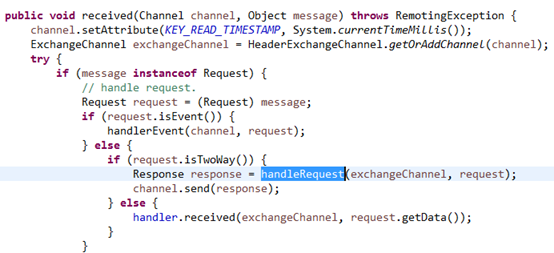 public void received(Channel channel, Object message) throws RemotingException {
channel.setAttribute(KEY_READ_TIMESTAMP, System.currentTimeMillis());
ExchangeChannel exchangeChannel = HeaderExchangeChannel.getOrAddChannel(channel);
try {
if (message instanceof Request) {
// handle request.
Request request = (Request) message;
if (request.isEvent()) {
handlerEvent(channel, request);
} else {
if (request.isTwoWay()) {
Response response = handleRequest(exchangeChannel, request);
channel.send(response);
} else {
handler.received(exchangeChannel, request.getData());
}
}